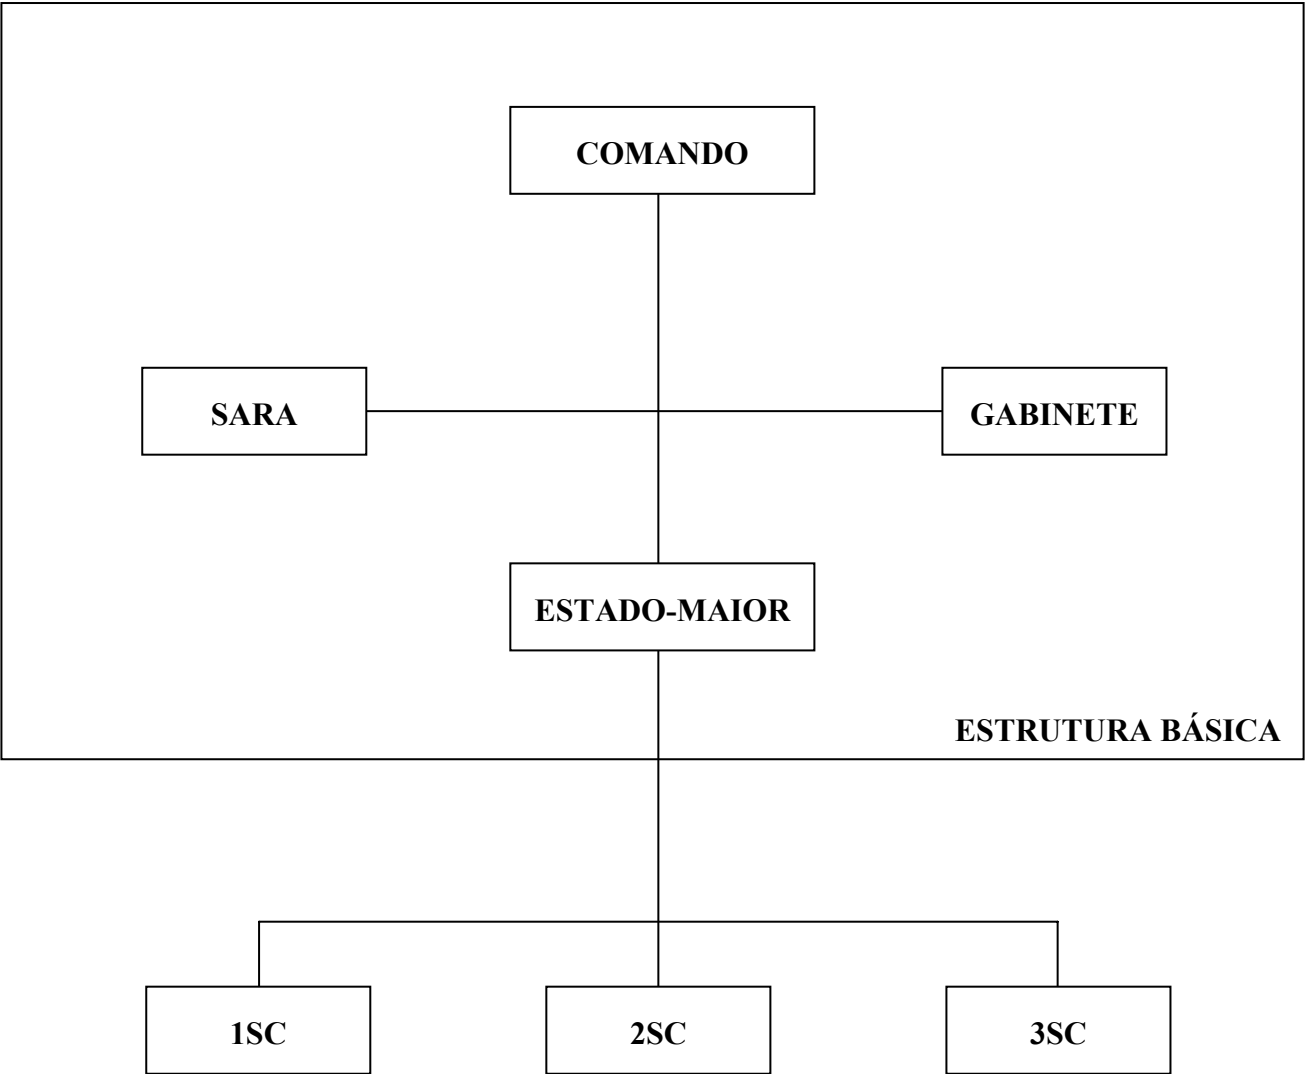 COMANDO
SARA
GABINETE
ESTADO-MAIOR
ESTRUTURA BÁSICA
1SC
2SC
3SC